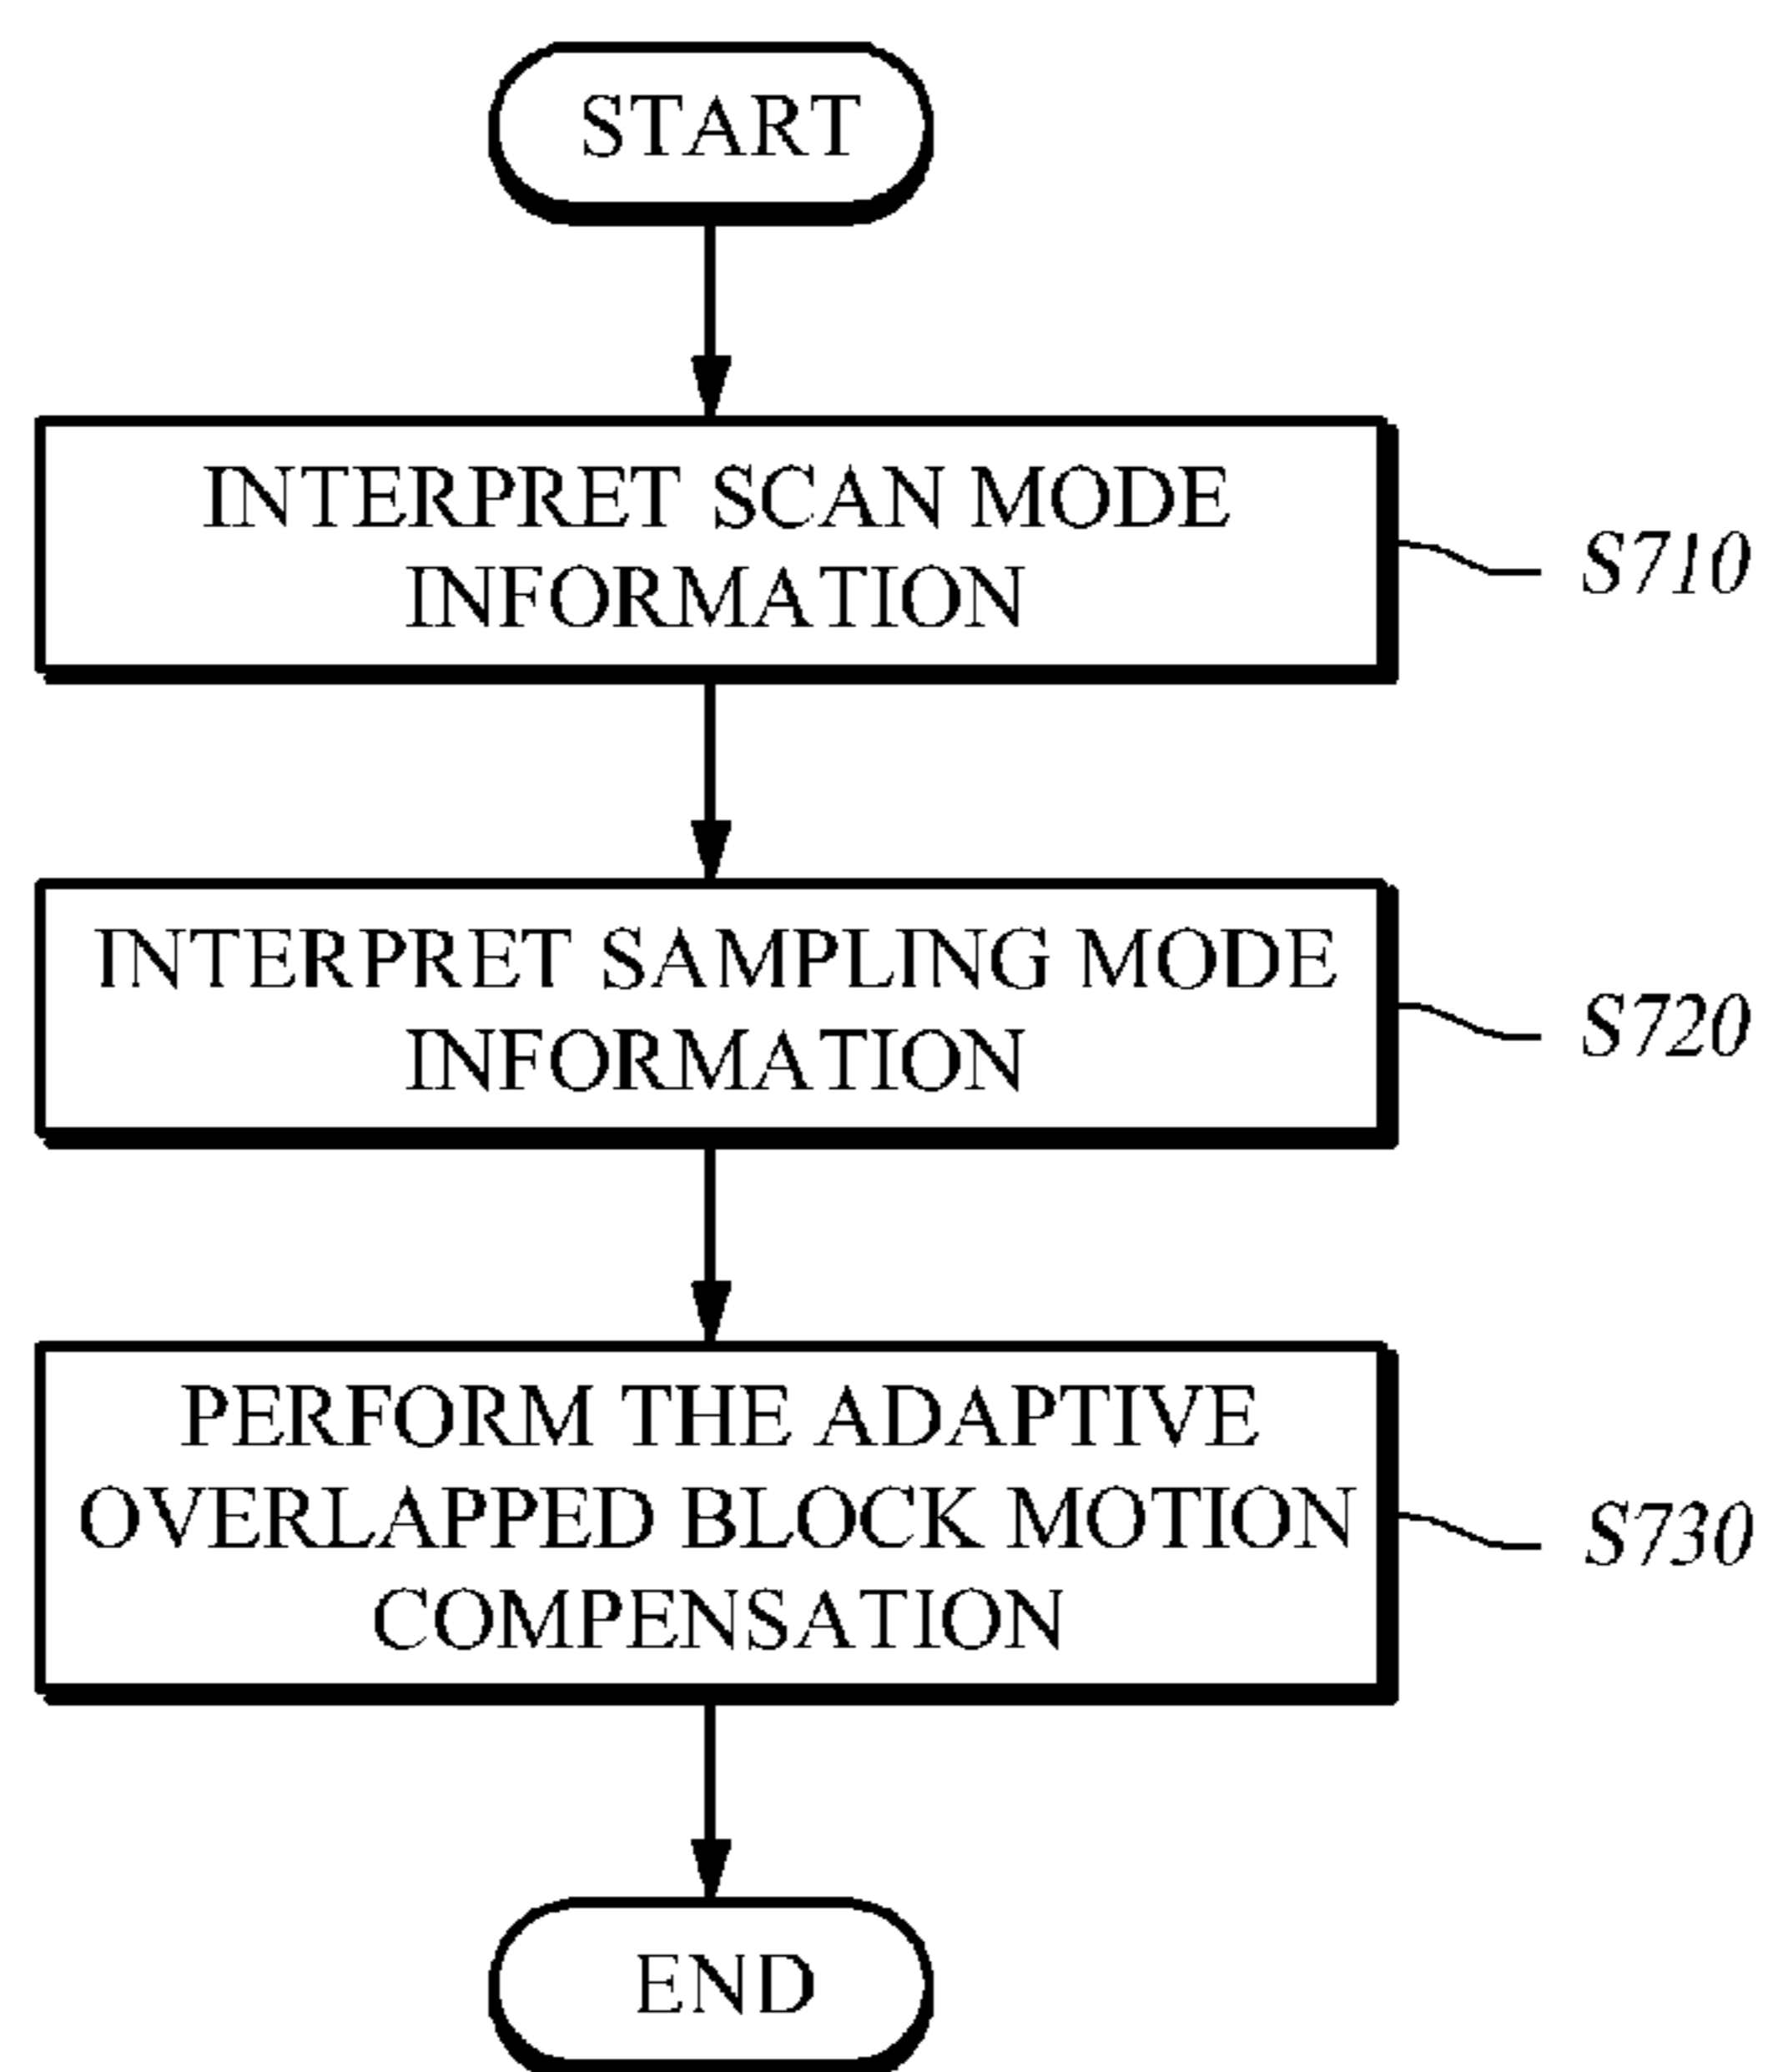 START
INTERPRET SCAN MODE
INFORMATION
S710
INTERPRET SAMPLING MODE
INFORMATION
S720
PERFORM THE ADAPTIVE
OVERLAPPED BLOCK MOTION
COMPENSATION
S730
END